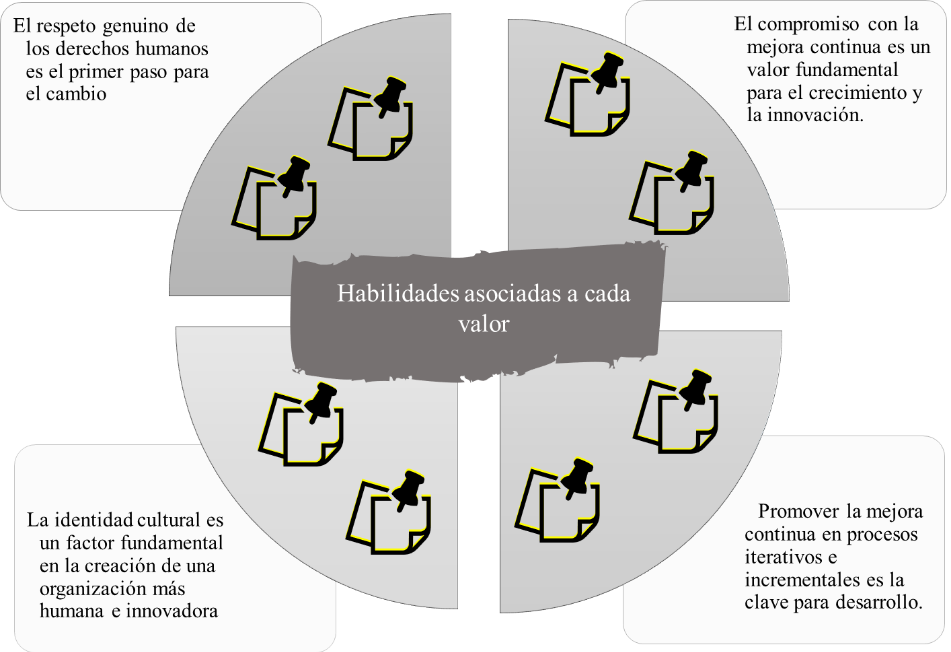 El respeto genuino de
los derechos humanos
es el primer paso para
el cambio
El compromiso con la
mejora continua es un
valor fundamental
para el crecimiento y
la innovación.
Habilidades asociadas a cada
valor
La identidad cultural es
un factor fundamental
en la creación de una
organización más
humana e innovadora
Promover la mejora
continua en procesos
iterativos e
incrementales es la
clave para desarrollo.